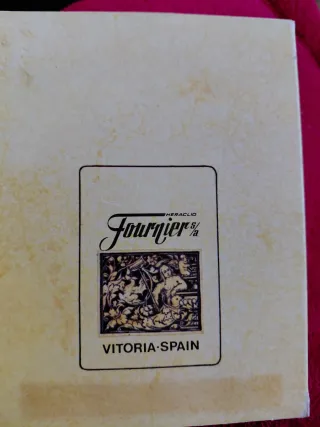 HERACLIO
Fournier s/a
VITORIA-SPAIN